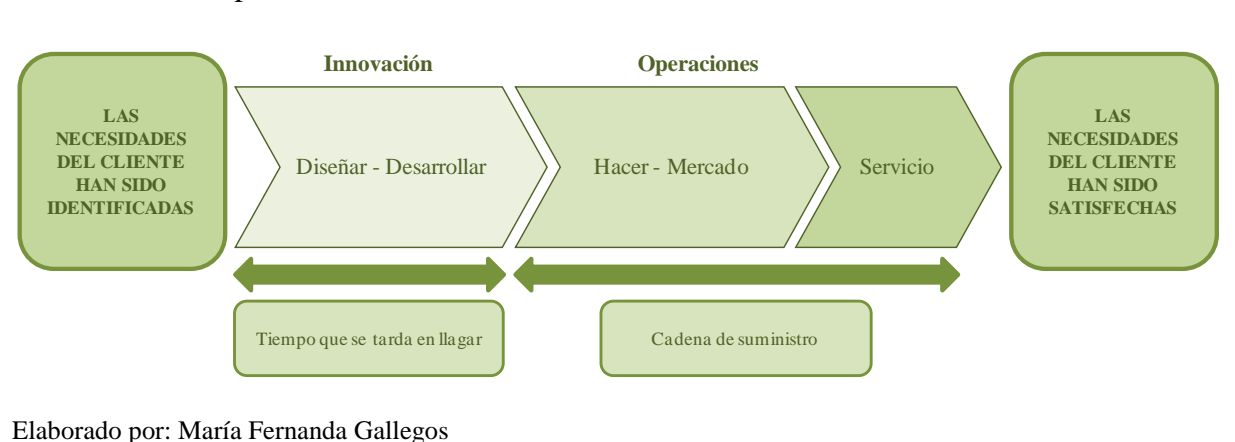 Innovación
Operaciones
LAS
NECESIDADES
DEL CLIENTE
HAN SIDO
IDENTIFICADAS
Diseñar - Desarrollar
Hacer - Mercado
Servicio
LAS
NECESIDADES
DEL CLIENTE
HAN SIDO
SATISFECHAS
Tiempo que se tarda en llagar
Cadena de suministro
Elaborado por: María Fernanda Gallegos